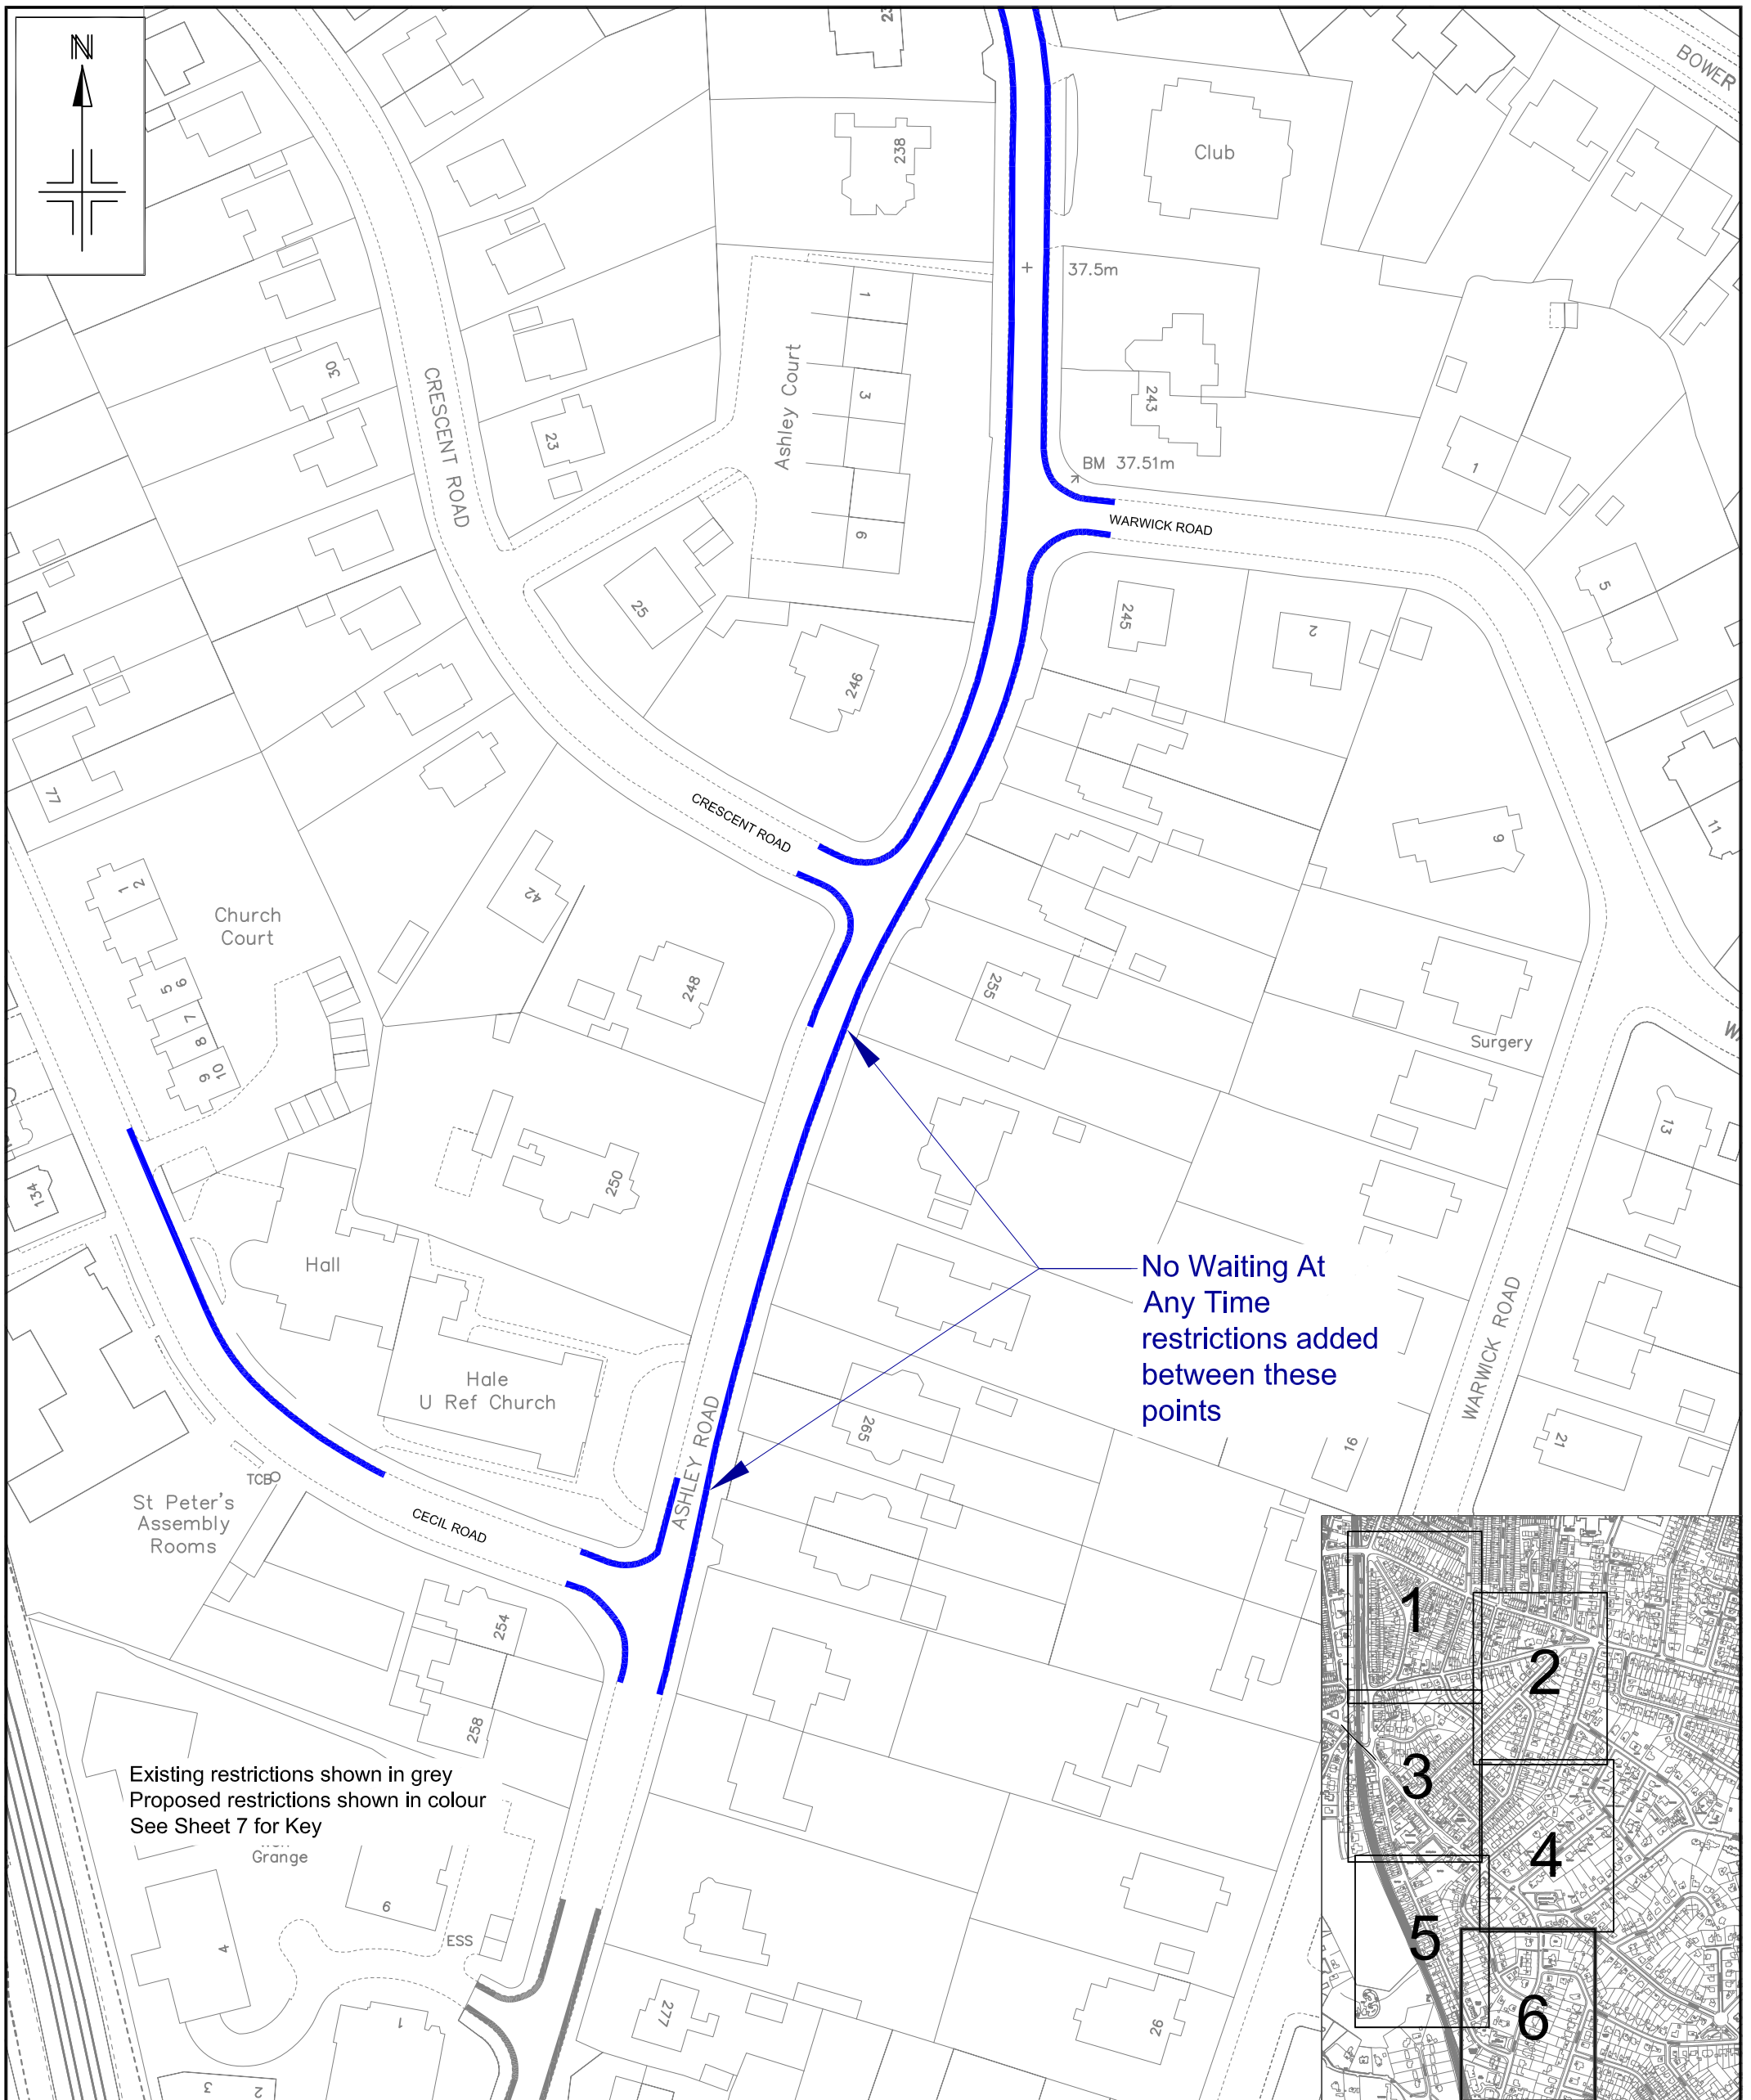 N
BOWER
238
Club
37.5m
1
Ashley Court
3
30
CRESCENT ROAD
243
23
BM 37.51m
1
6
WARWICK ROAD
25
5
245
2
246
77
CRESCENT ROAD
11
9
2
1
42
Church
Court
6
5
7
8
10
9
248
255
Surgery
13
134
250
Hall
No Waiting At
Any Time
restrictions added
between these
points
WARWICK ROAD
Hale
U Ref Church
ASHLEY ROAD
265
16
21
TCB
St Peter's
Assembly
Rooms
CECIL ROAD
254
258
Existing restrictions shown in grey
Proposed restrictions shown in colour
See Sheet 7 for Key
Grange
6
4
ESS
277
26
1
3
2
1
2
3
4
5
6